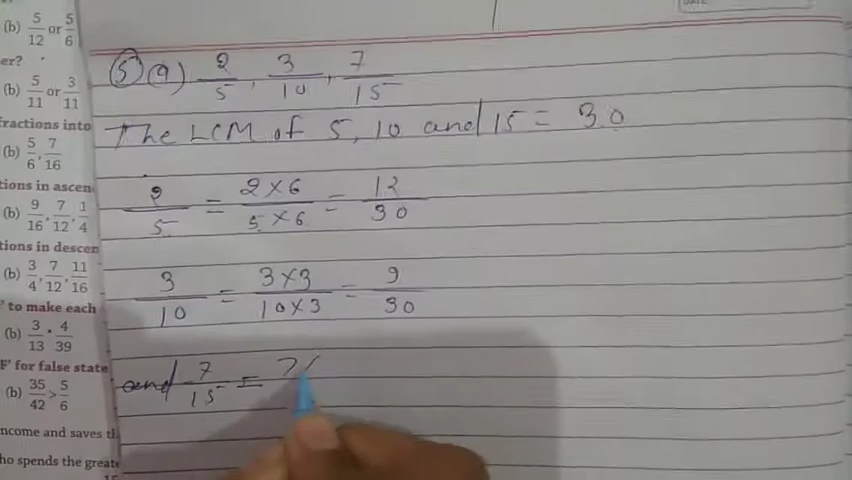 (b) 5/12 or 5/6
er?
(b) 5/11 or 3/11
fractions into
(b) 5/6, 7/16
tions in ascen
(b) 9/16, 7/12, 1/4
tions in descen
(b) 3/4, 7/12, 11/16
' to make each
(b) 3/13 * 4/39
F' for false state
(b) 35/42 > 5/6
ncome and saves th
ho spends the greate
DATE
(5) (a) 2/5, 3/10, 7/15
The LCM of 5, 10 and 15 = 30
2/5 = 2×6/5×6 = 12/30
3/10 = 3×3/10×3 = 9/30
and 7/15 = 7